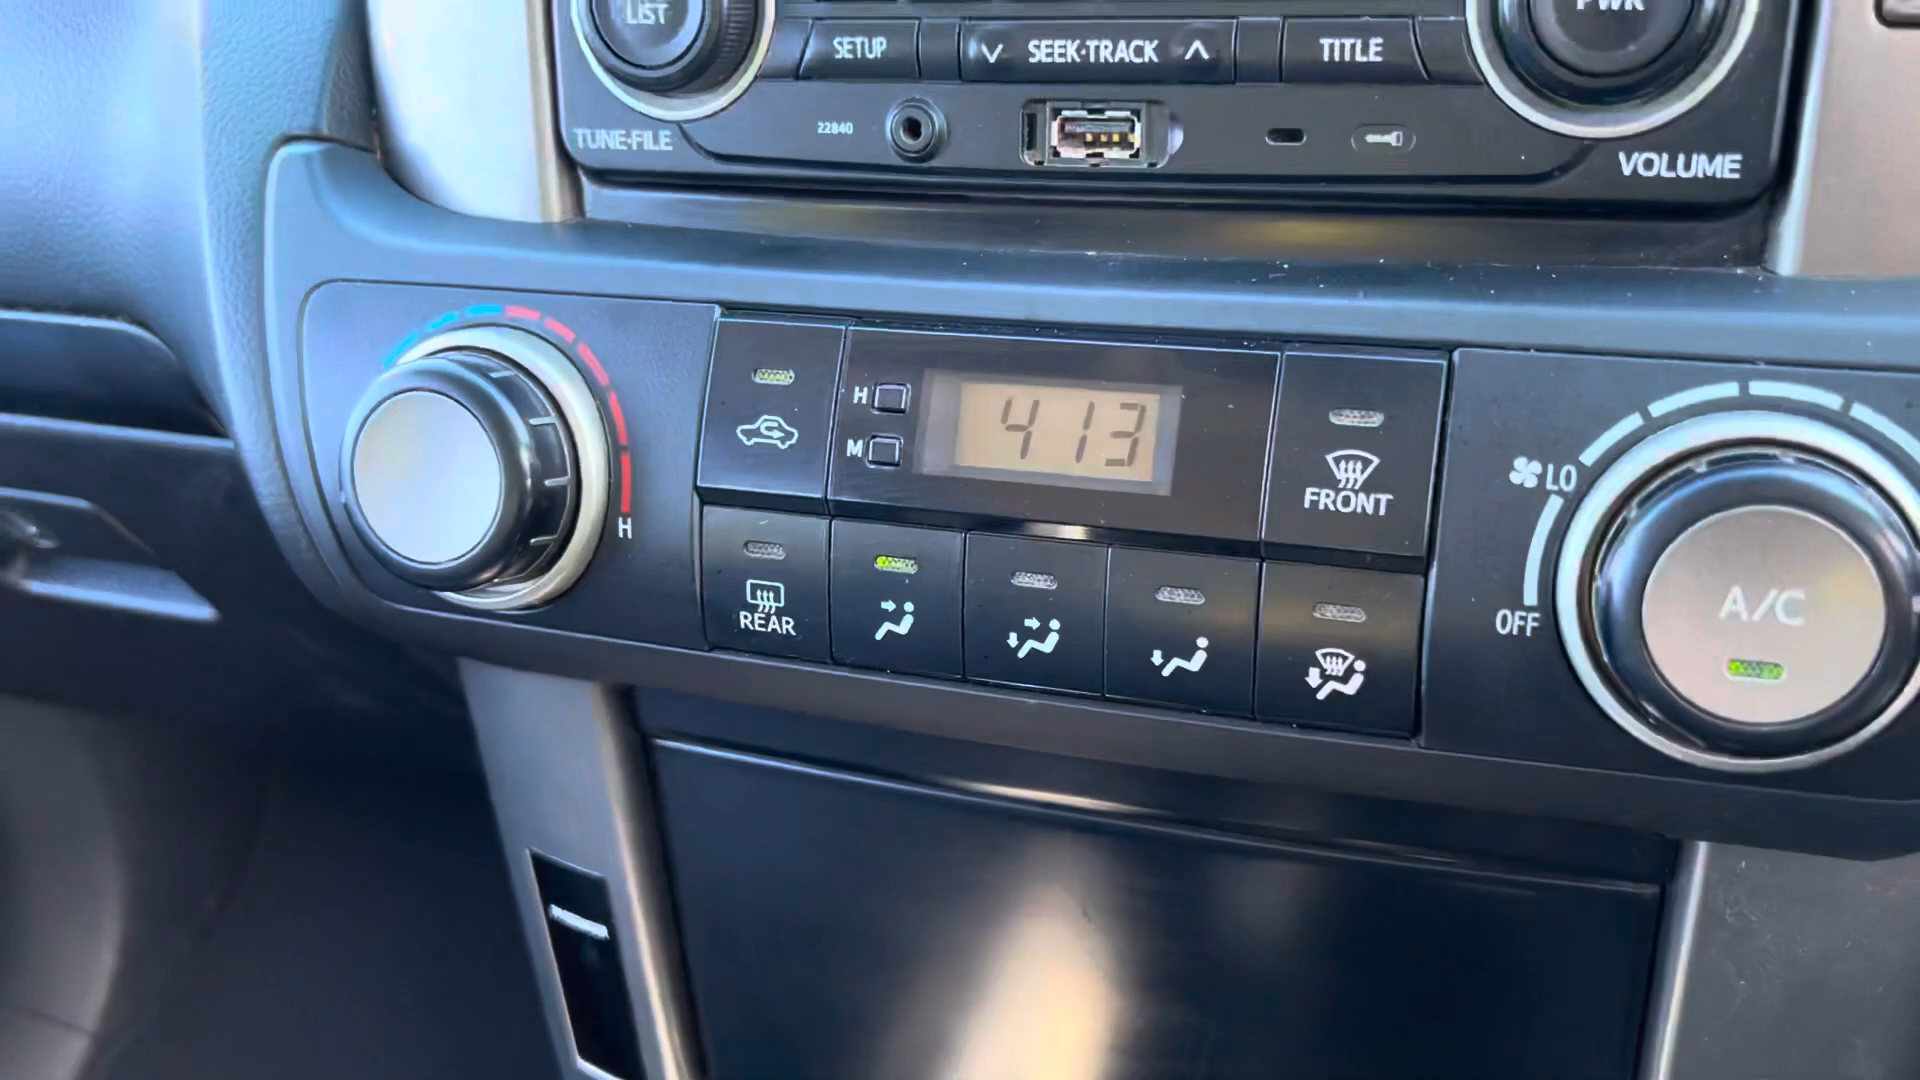 LIST
PWR
SETUP
SEEK·TRACK
TITLE
22840
TUNE·FILE
VOLUME
H
M
413
FRONT
LO
H
REAR
OFF
A/C